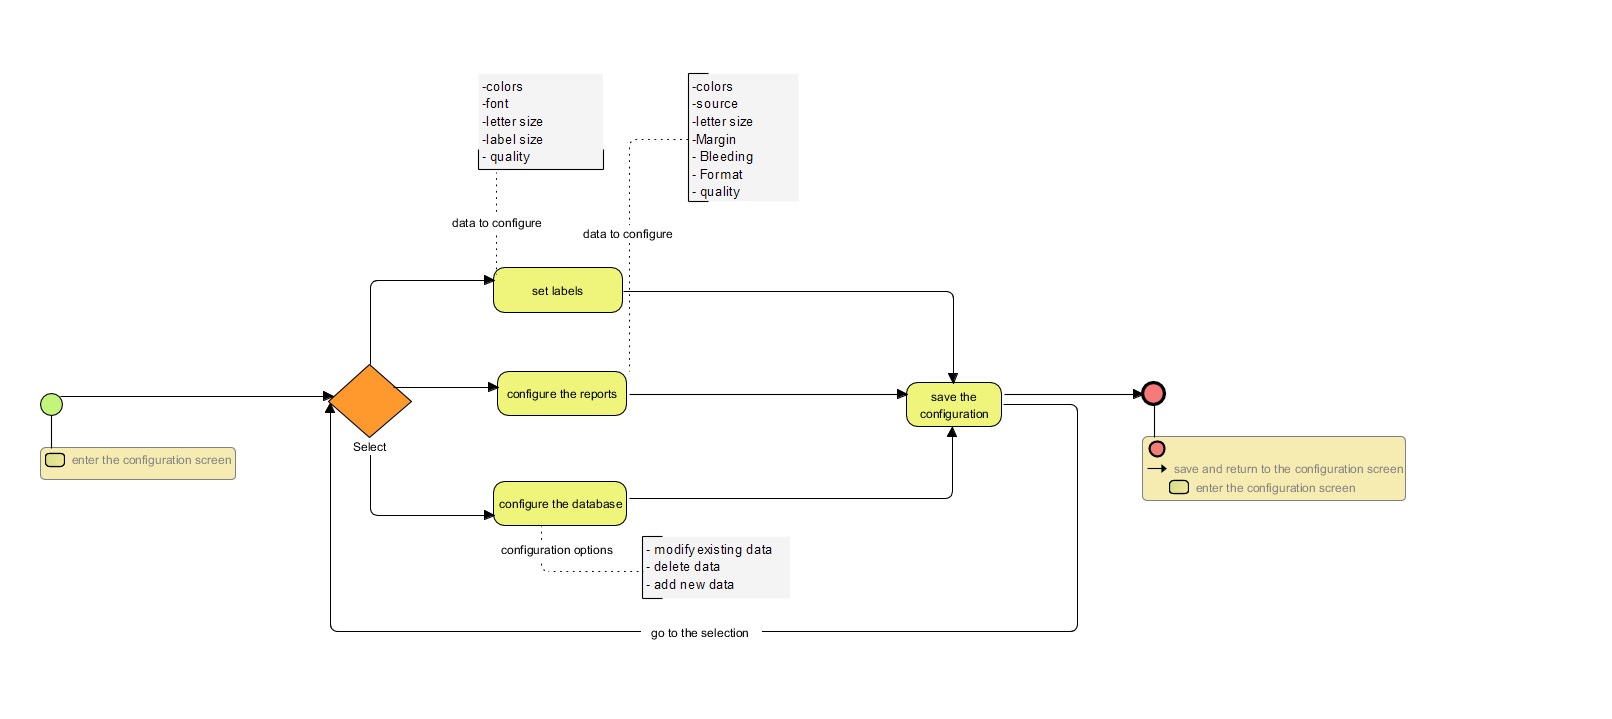 -colors
-font
-letter size
-label size
- quality
-colors
-source
-letter size
-Margin
- Bleeding
- Format
- quality
data to configure
data to configure
set labels
configure the reports
save the
configuration
Select
enter the configuration screen
save and return to the configuration screen
enter the configuration screen
configure the database
configuration options
- modify existing data
- delete data
- add new data
go to the selection